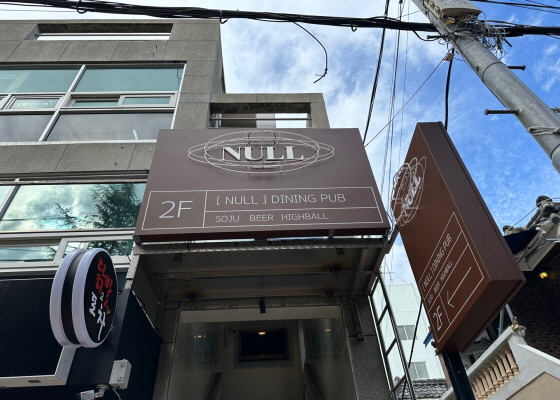 NULL
2F
[ NULL ] DINING PUB
SOJU BEER HIGHBALL
NULL
[ NULL ] DINING PUB
SOJU BEER HIGHBALL
2F